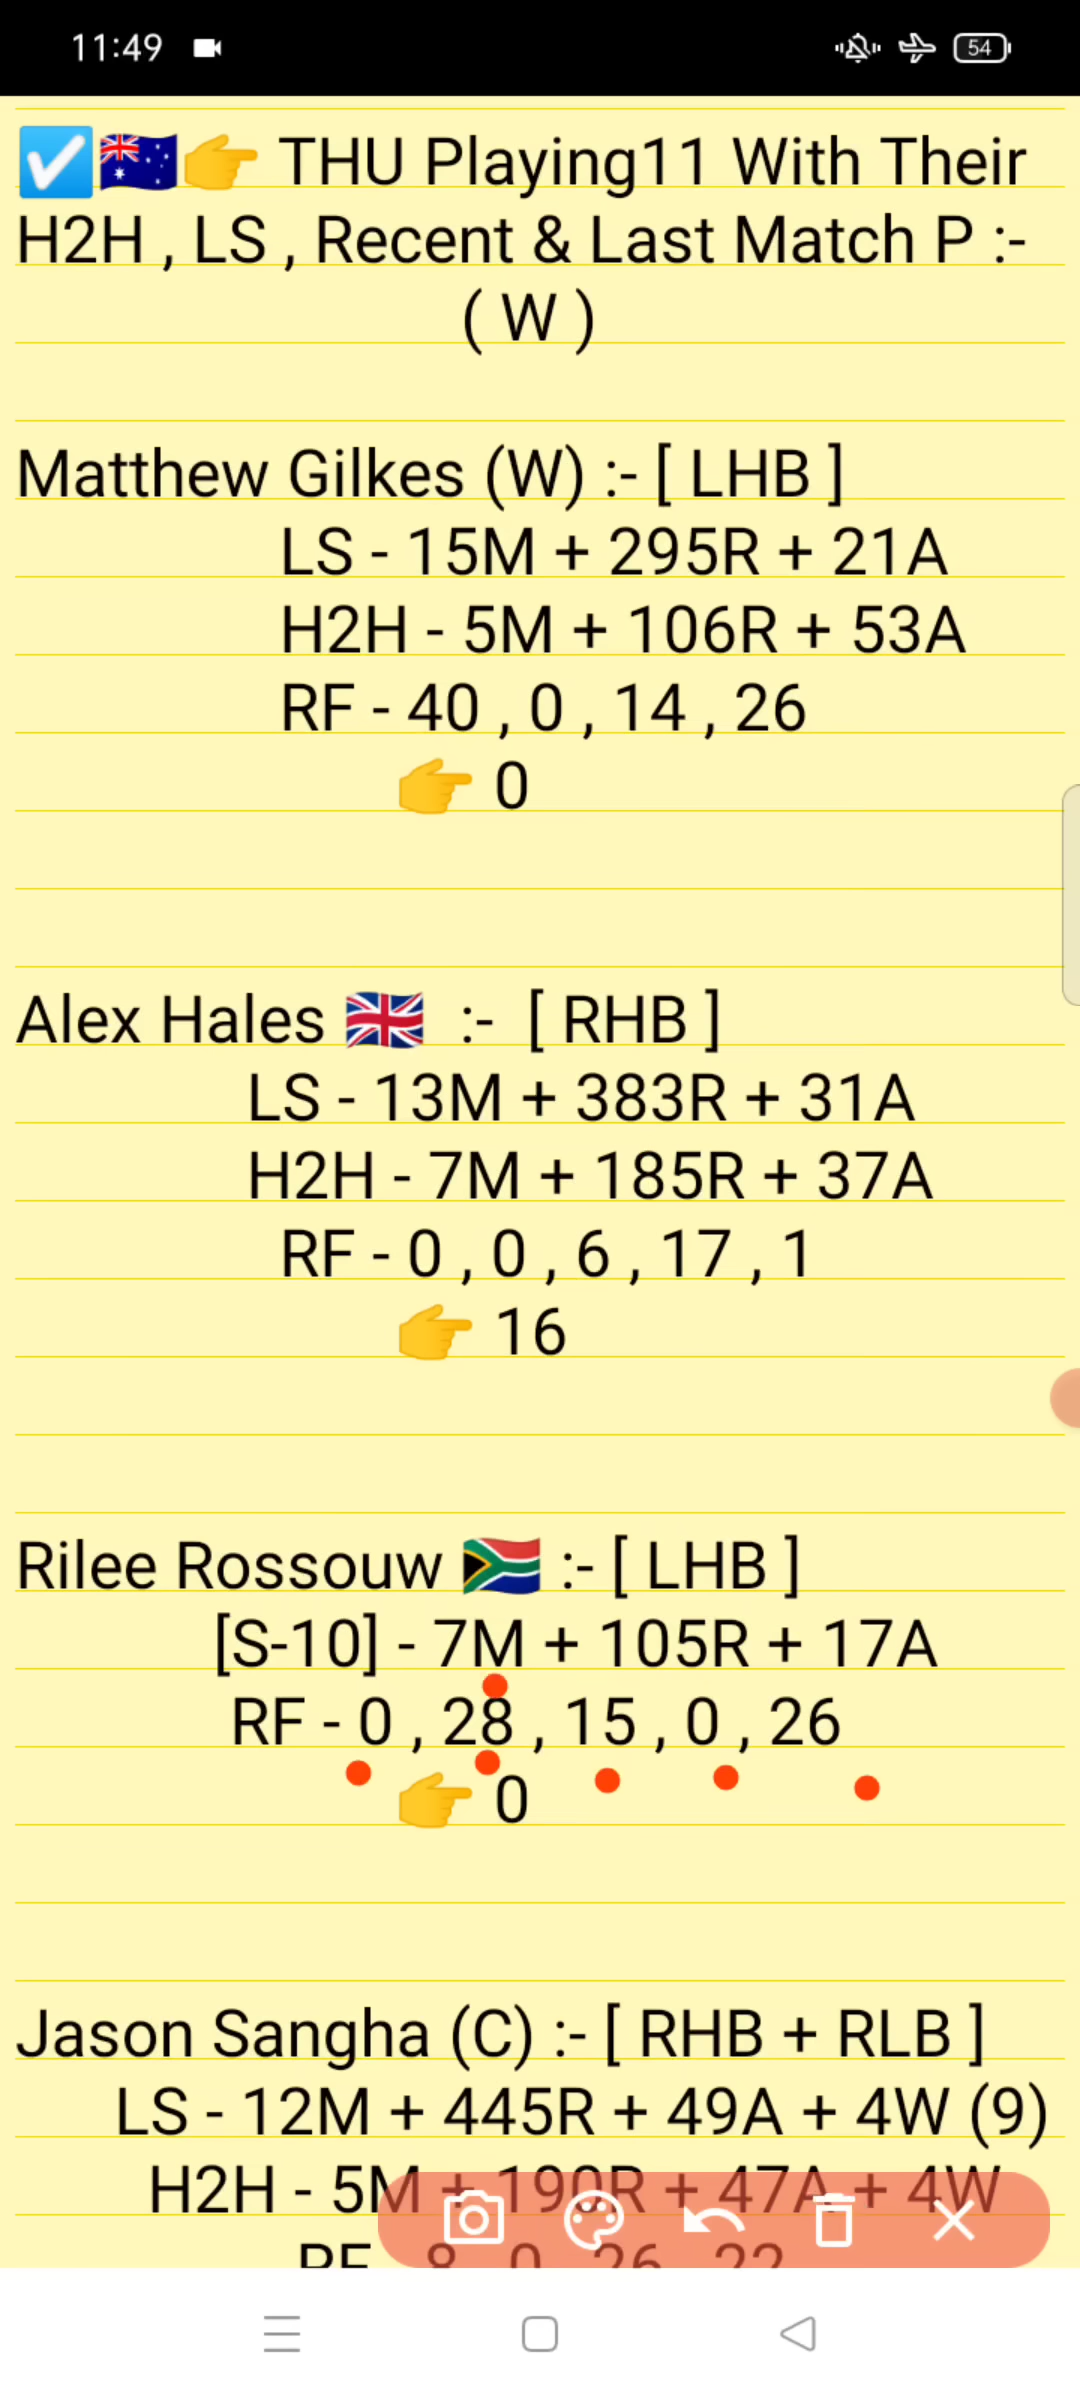 11:49 54
☑️🇦🇺👉 THU Playing11 With Their
H2H , LS , Recent & Last Match P :-
( W )
Matthew Gilkes (W) :- [ LHB ]
LS - 15M + 295R + 21A
H2H - 5M + 106R + 53A
RF - 40 , 0 , 14 , 26
👉 0
Alex Hales 🇬🇧 :- [ RHB ]
LS - 13M + 383R + 31A
H2H - 7M + 185R + 37A
RF - 0 , 0 , 6 , 17 , 1
👉 16
Rilee Rossouw 🇿🇦 :- [ LHB ]
[S-10] - 7M + 105R + 17A
RF - 0 , 28 , 15 , 0 , 26
👉 0
Jason Sangha (C) :- [ RHB + RLB ]
LS - 12M + 445R + 49A + 4W (9)
H2H - 5M + 190R + 47A + 4W